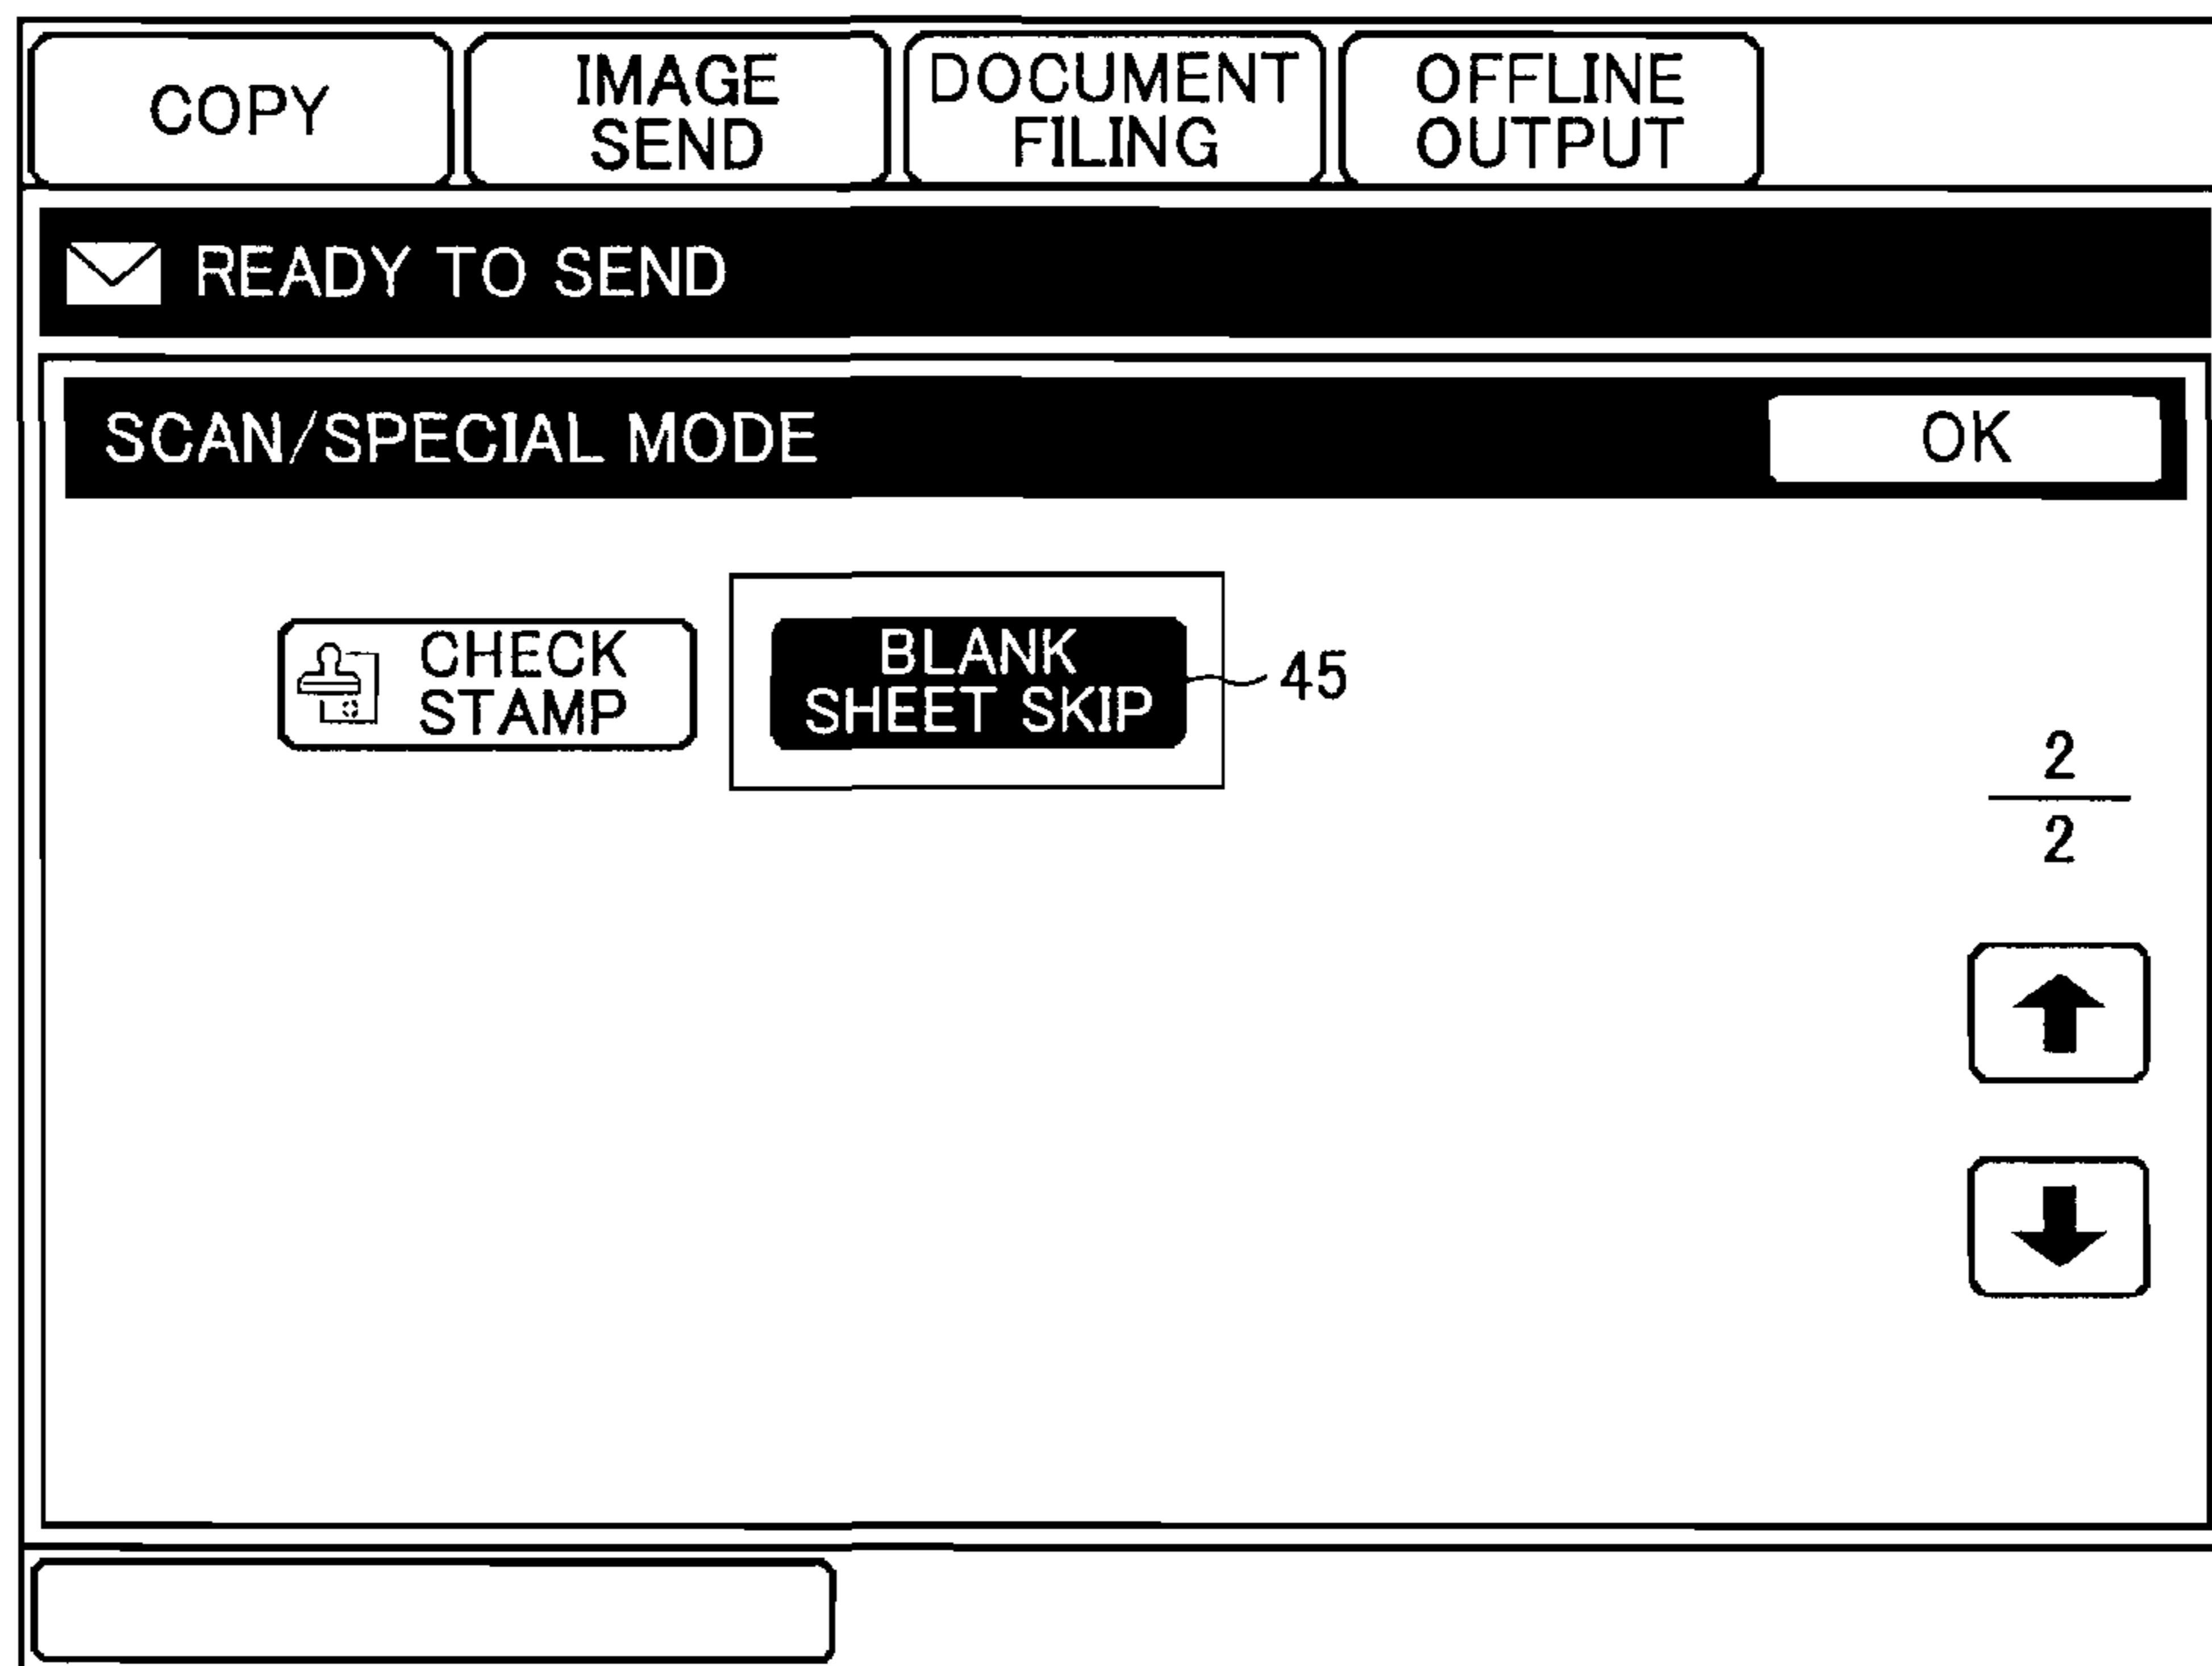 COPY
IMAGE
SEND
DOCUMENT
FILING
OFFLINE
OUTPUT
READY TO SEND
SCAN/SPECIAL MODE
OK
CHECK
STAMP
BLANK
SHEET SKIP
45
2
2